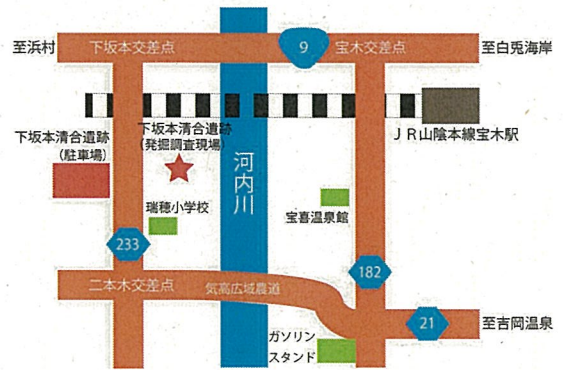 至浜村
下坂本交差点
9
宝木交差点
至白兎海岸
下坂本清合遺跡
(駐車場)
下坂本清合遺跡
(発掘調査現場)
河内川
JR山陰本線宝木駅
瑞穂小学校
宝喜温泉館
233
182
二本木交差点
気高広域農道
21
至吉岡温泉
ガソリン
スタンド